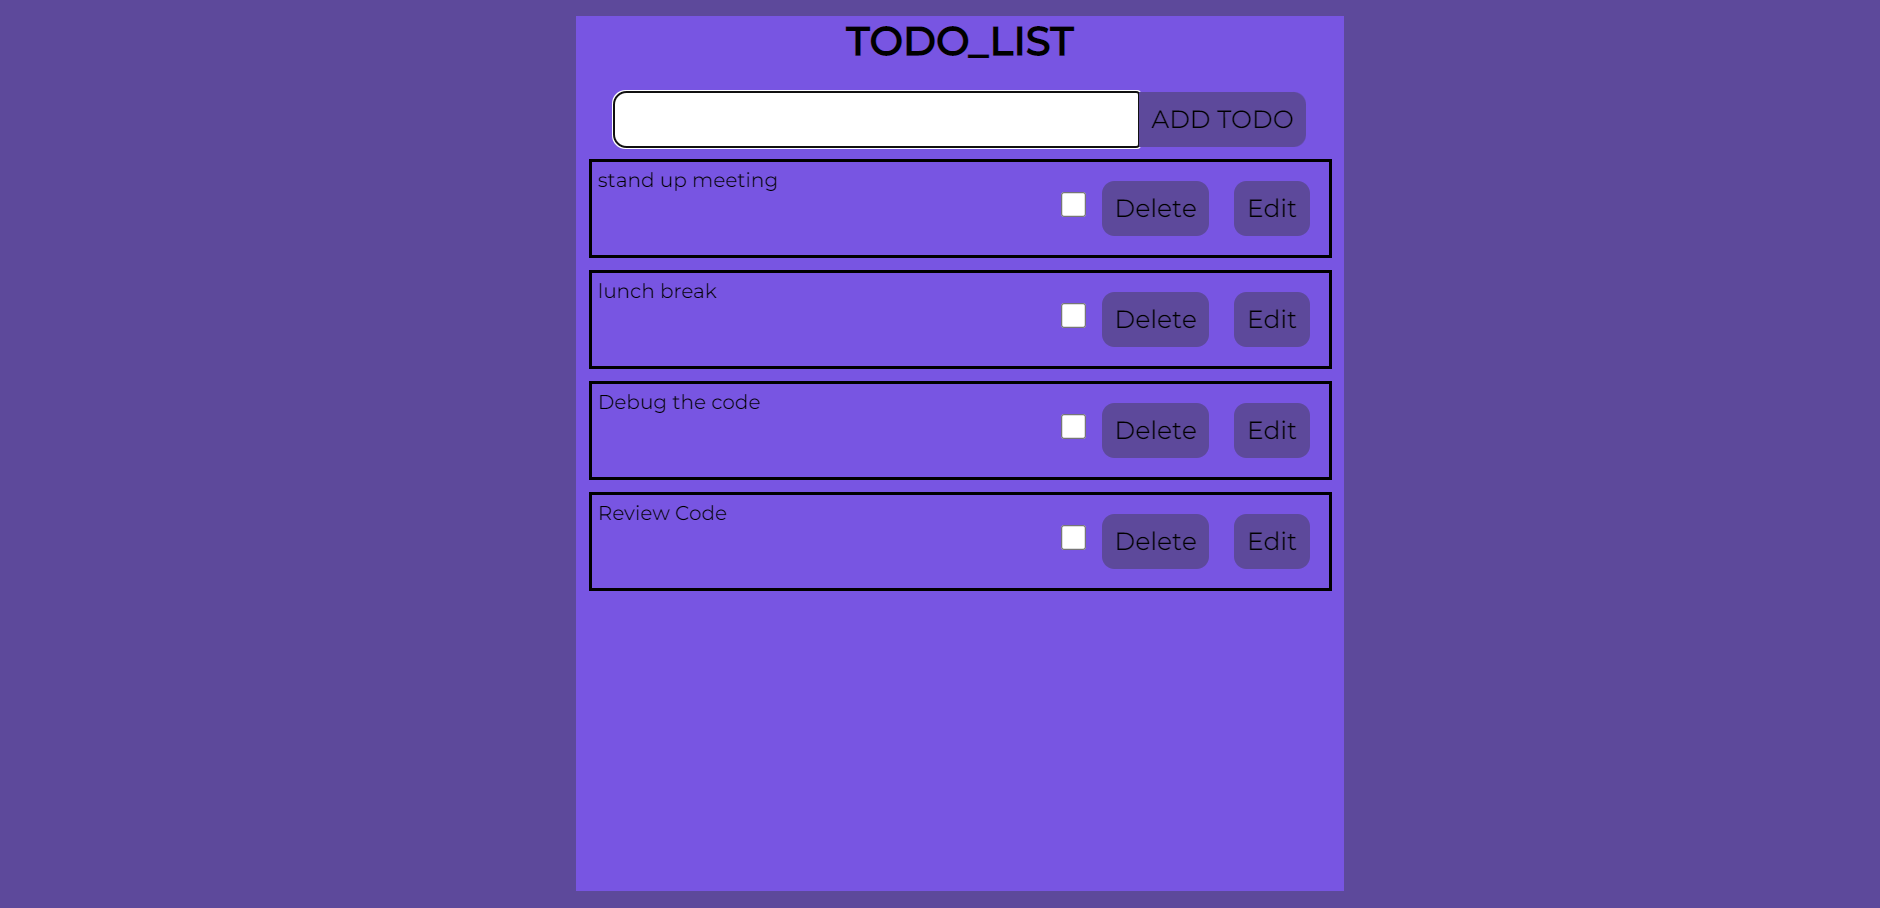 TODO_LIST
ADD TODO
stand up meeting
Delete Edit
lunch break
Delete Edit
Debug the code
Delete Edit
Review Code
Delete Edit